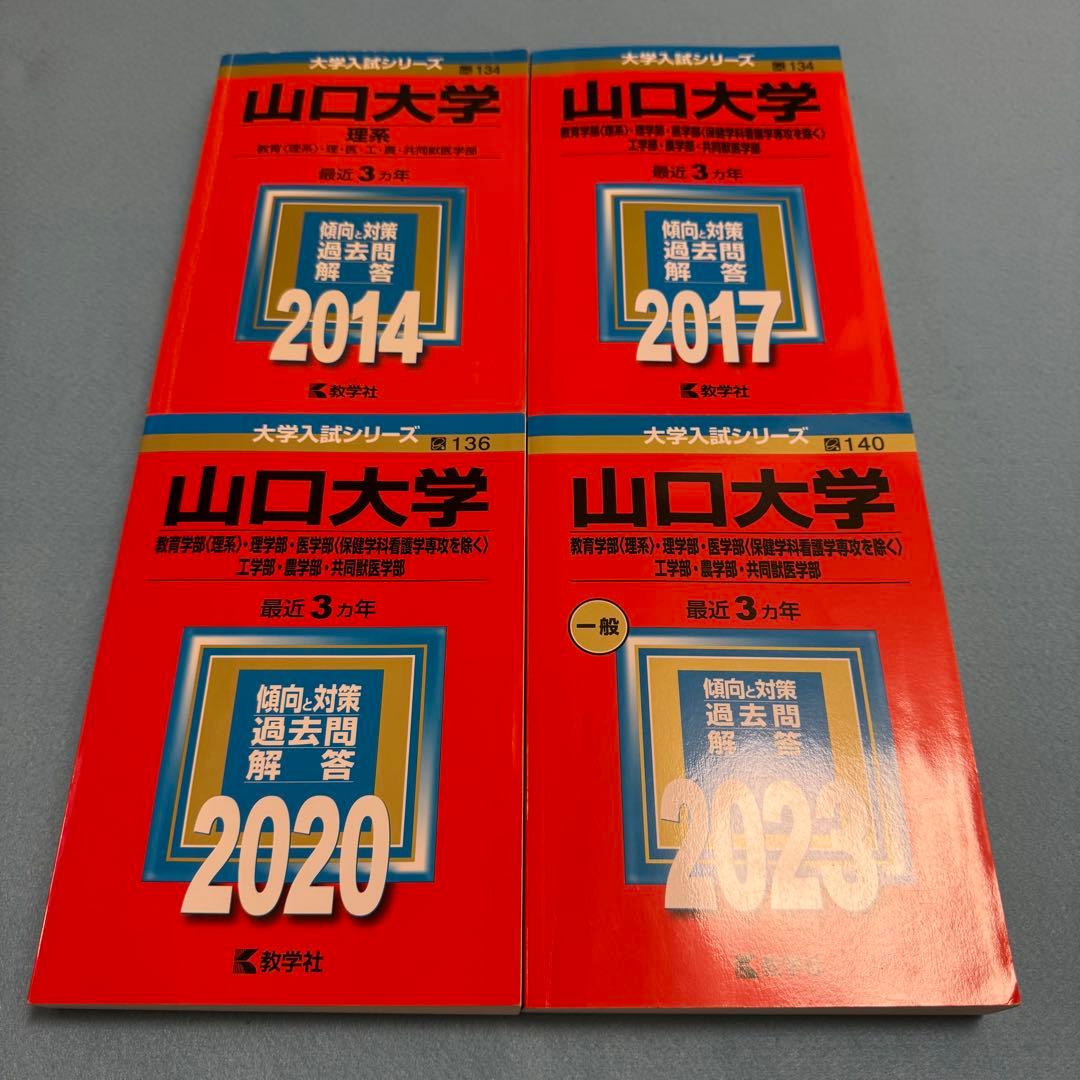 大学入試シリーズ
134
山口大学
理系
教育〈理系〉・理・医・工・農・共同獣医学部
最近3カ年
傾向と対策
過去問
解答
2014
教学社
大学入試シリーズ
134
山口大学
教育学部〈理系〉・理学部・医学部〈保健学科看護学専攻を除く〉
工学部・農学部・共同獣医学部
最近3カ年
傾向と対策
過去問
解答
2017
教学社
大学入試シリーズ
136
山口大学
教育学部〈理系〉・理学部・医学部〈保健学科看護学専攻を除く〉
工学部・農学部・共同獣医学部
最近3カ年
傾向と対策
過去問
解答
2020
教学社
大学入試シリーズ
140
山口大学
教育学部〈理系〉・理学部・医学部〈保健学科看護学専攻を除く〉
工学部・農学部・共同獣医学部
最近3カ年
一般
傾向と対策
過去問
解答
2023
教学社